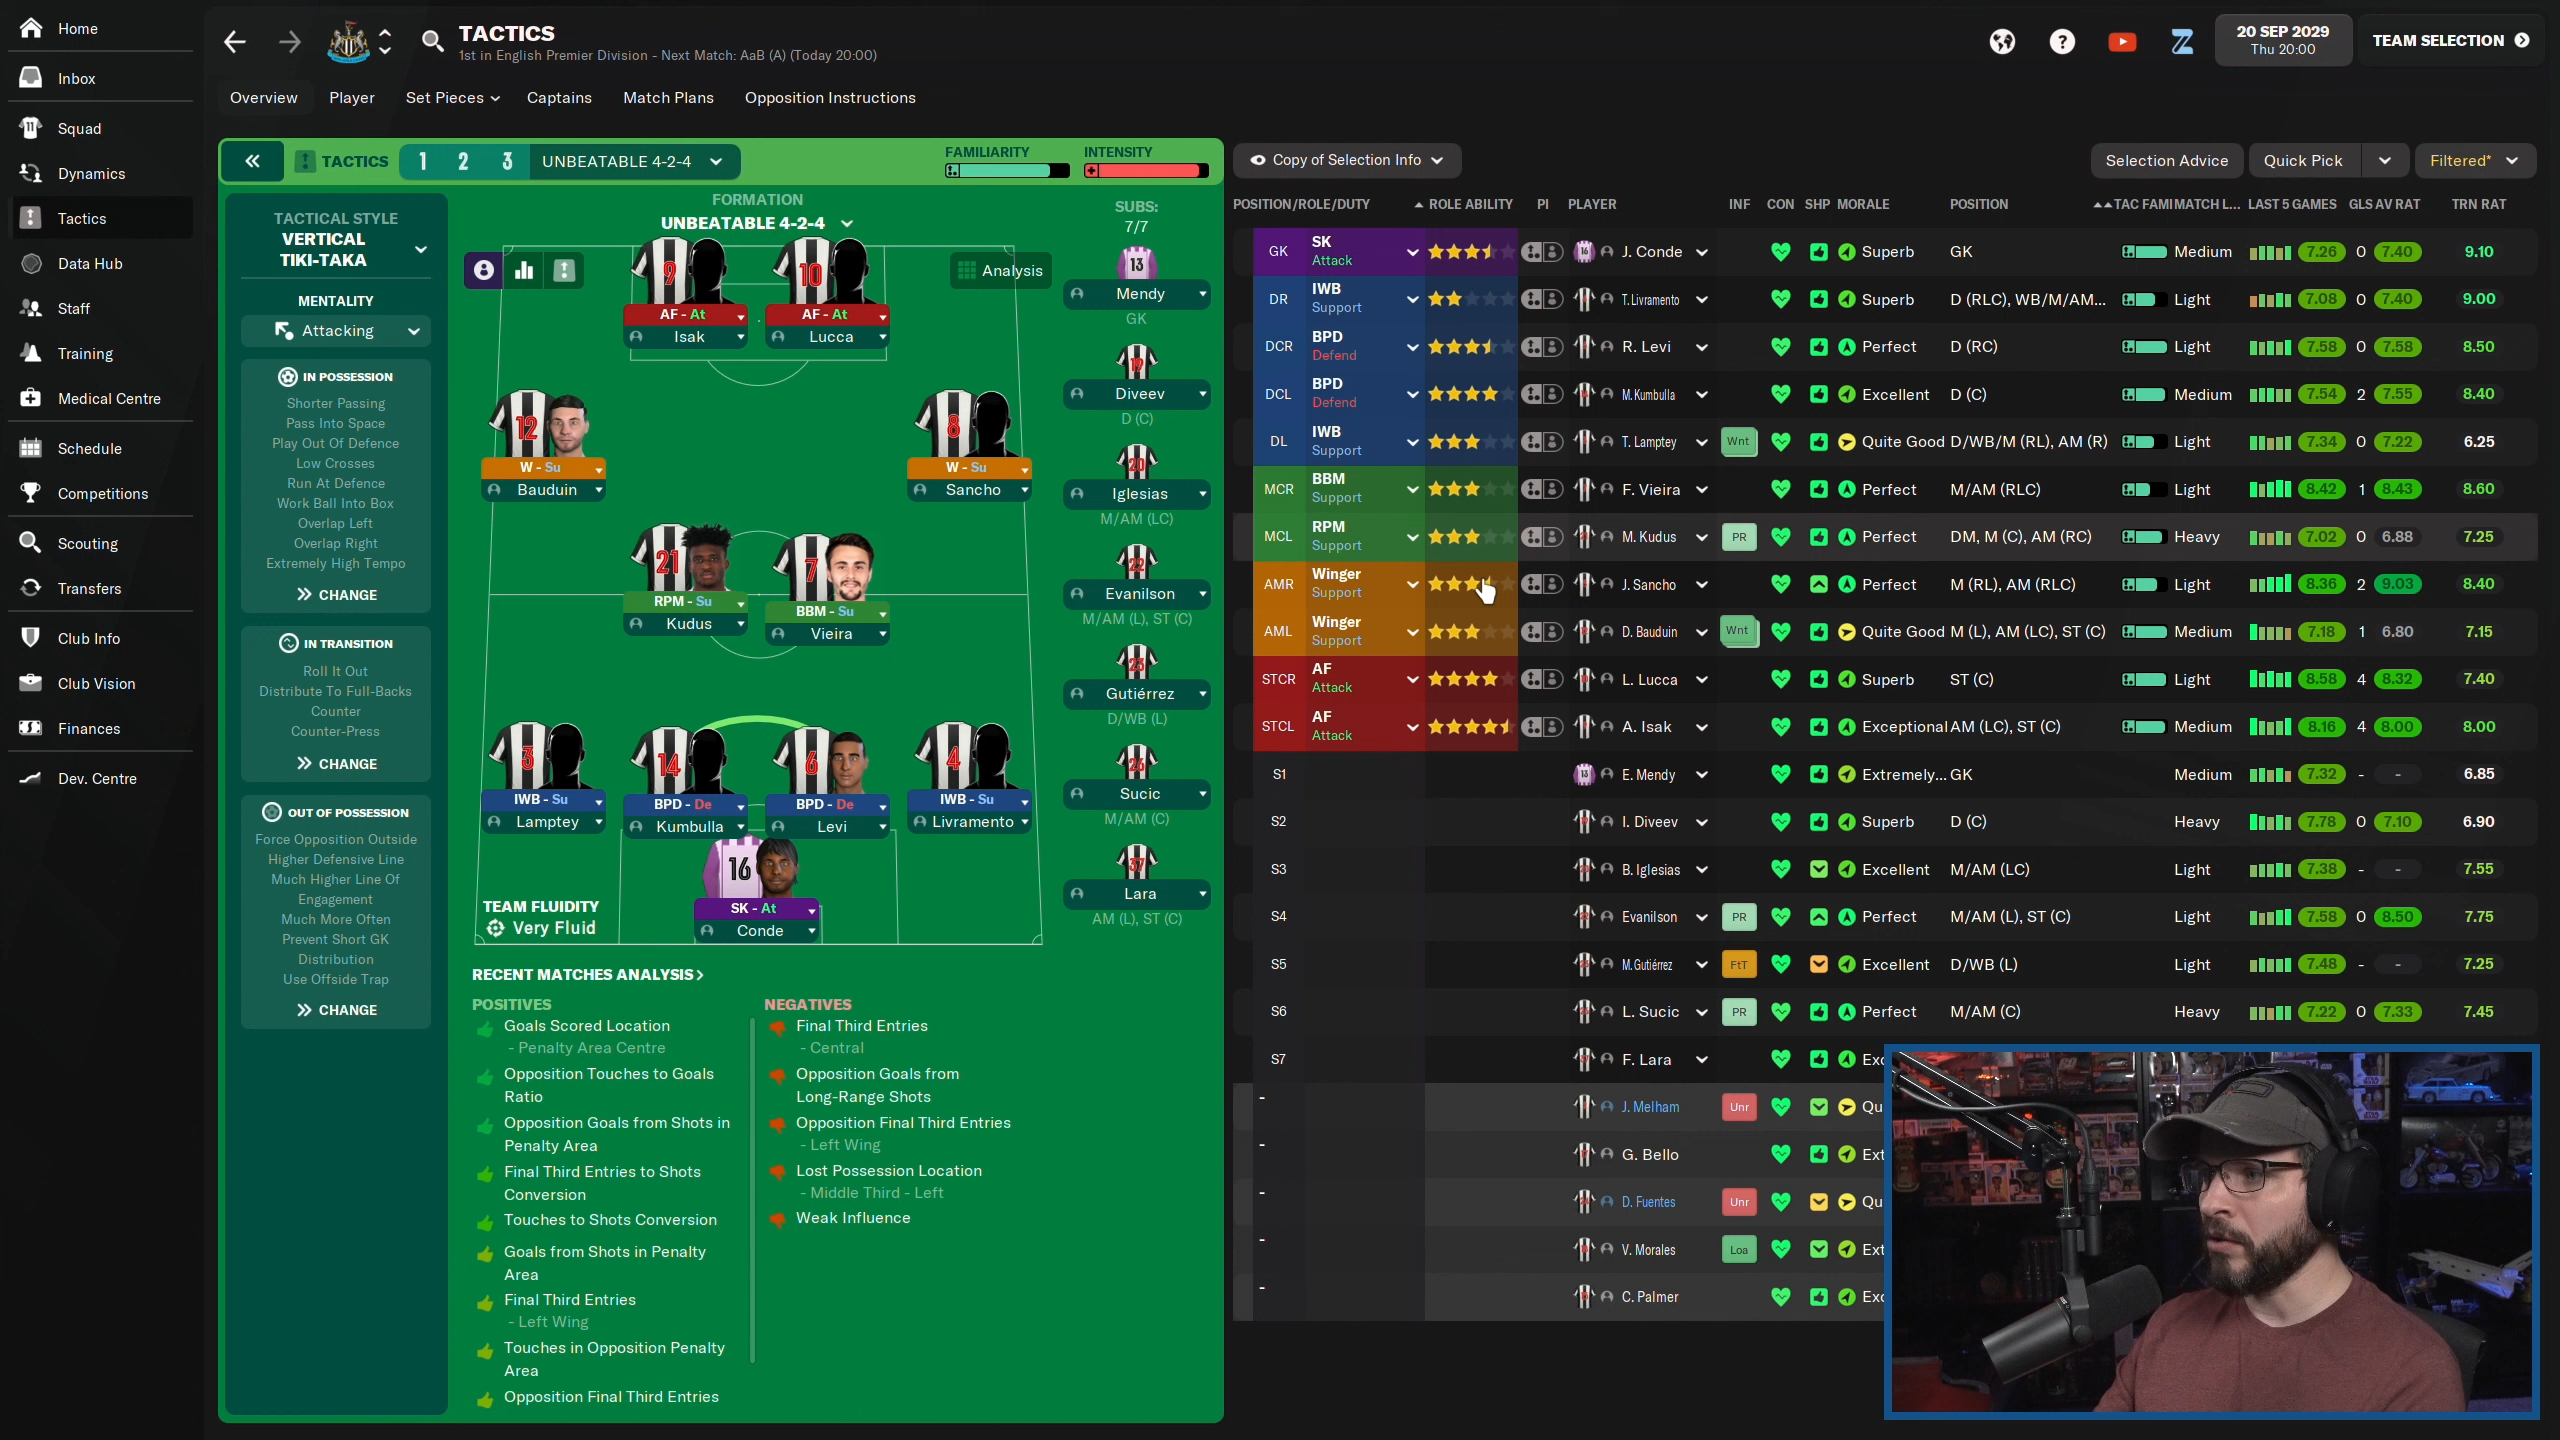 Home
Inbox
Squad
Dynamics
Tactics
Data Hub
Staff
Training
Medical Centre
Schedule
Competitions
Scouting
Transfers
Club Info
Club Vision
Finances
Dev. Centre
TACTICS
1st in English Premier Division - Next Match: AaB (A) (Today 20:00)
20 SEP 2029
Thu 20:00
TEAM SELECTION
Overview Player Set Pieces Captains Match Plans Opposition Instructions
TACTICS 1 2 3 UNBEATABLE 4-2-4
FAMILIARITY INTENSITY
TACTICAL STYLE
VERTICAL
TIKI-TAKA
MENTALITY
Attacking
IN POSSESSION
Shorter Passing
Pass Into Space
Play Out Of Defence
Low Crosses
Run At Defence
Work Ball Into Box
Overlap Left
Overlap Right
Extremely High Tempo
CHANGE
IN TRANSITION
Roll It Out
Distribute To Full-Backs
Counter
Counter-Press
CHANGE
OUT OF POSSESSION
Force Opposition Outside
Higher Defensive Line
Much Higher Line Of
Engagement
Much More Often
Prevent Short GK
Distribution
Use Offside Trap
CHANGE
FORMATION
UNBEATABLE 4-2-4
Analysis
9 10
AF - At AF - At
Isak Lucca
12 8
W - Su W - Su
Bauduin Sancho
21 7
RPM - Su BBM - Su
Kudus Vieira
3 14 6 4
IWB - Su BPD - De BPD - De IWB - Su
Lamptey Kumbulla Levi Livramento
16
SK - At
Conde
TEAM FLUIDITY
Very Fluid
SUBS:
7/7
13
Mendy
GK
19
Diveev
D (C)
20
Iglesias
M/AM (LC)
22
Evanilson
M/AM (L), ST (C)
23
Gutiérrez
D/WB (L)
26
Sucic
M/AM (C)
37
Lara
AM (L), ST (C)
RECENT MATCHES ANALYSIS
POSITIVES
Goals Scored Location
- Penalty Area Centre
Opposition Touches to Goals
Ratio
Opposition Goals from Shots in
Penalty Area
Final Third Entries to Shots
Conversion
Touches to Shots Conversion
Goals from Shots in Penalty
Area
Final Third Entries
- Left Wing
Touches in Opposition Penalty
Area
Opposition Final Third Entries
NEGATIVES
Final Third Entries
- Central
Opposition Goals from
Long-Range Shots
Opposition Final Third Entries
- Left Wing
Lost Possession Location
- Middle Third - Left
Weak Influence
Copy of Selection Info Selection Advice Quick Pick Filtered*
POSITION/ROLE/DUTY ROLE ABILITY PI PLAYER INF CON SHP MORALE POSITION TAC FAMI MATCH L... LAST 5 GAMES GLS AV RAT TRN RAT
GK SK Attack 16 J. Conde Superb GK Medium 7.26 0 7.40 9.10
DR IWB Support T. Livramento Superb D (RLC), WB/M/AM... Light 7.08 0 7.40 9.00
DCR BPD Defend R. Levi Perfect D (RC) Light 7.58 0 7.58 8.50
DCL BPD Defend M. Kumbulla Excellent D (C) Medium 7.54 2 7.55 8.40
DL IWB Support T. Lamptey Wnt Quite Good D/WB/M (RL), AM (R) Light 7.34 0 7.22 6.25
MCR BBM Support F. Vieira Perfect M/AM (RLC) Light 8.42 1 8.43 8.60
MCL RPM Support M. Kudus PR Perfect DM, M (C), AM (RC) Heavy 7.02 0 6.88 7.25
AMR Winger Support J. Sancho Perfect M (RL), AM (RLC) Light 8.36 2 9.03 8.40
AML Winger Support D. Bauduin Wnt Quite Good M (L), AM (LC), ST (C) Medium 7.18 1 6.80 7.15
STCR AF Attack L. Lucca Superb ST (C) Light 8.58 4 8.32 7.40
STCL AF Attack A. Isak Exceptional AM (LC), ST (C) Medium 8.16 4 8.00 8.00
S1 13 E. Mendy Extremely... GK Medium 7.32 - - 6.85
S2 I. Diveev Superb D (C) Heavy 7.78 0 7.10 6.90
S3 B. Iglesias Excellent M/AM (LC) Light 7.38 - - 7.55
S4 Evanilson PR Perfect M/AM (L), ST (C) Light 7.58 0 8.50 7.75
S5 M. Gutiérrez FtT Excellent D/WB (L) Light 7.48 - - 7.25
S6 L. Sucic PR Perfect M/AM (C) Heavy 7.22 0 7.33 7.45
S7 F. Lara Exc
- J. Melham Unr Qu
- G. Bello Ext
- D. Fuentes Unr Qu
- V. Morales Loa Ext
- C. Palmer Exc